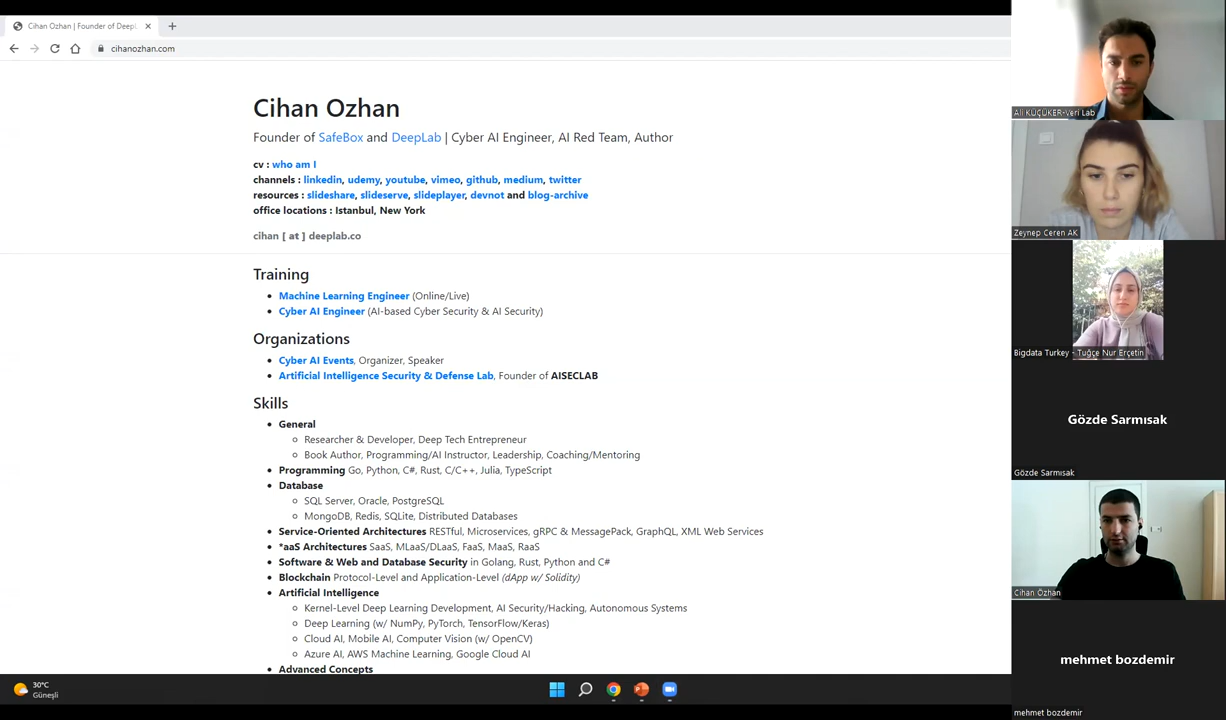 Cihan Ozhan | Founder of DeepL
cihanozhan.com
Cihan Ozhan
Founder of SafeBox and DeepLab | Cyber AI Engineer, AI Red Team, Author
cv : who am I
channels : linkedin, udemy, youtube, vimeo, github, medium, twitter
resources : slideshare, slideserve, slideplayer, devnot and blog-archive
office locations : Istanbul, New York
cihan [ at ] deeplab.co
Training
Machine Learning Engineer (Online/Live)
Cyber AI Engineer (AI-based Cyber Security & AI Security)
Organizations
Cyber AI Events, Organizer, Speaker
Artificial Intelligence Security & Defense Lab, Founder of AISECLAB
Skills
General
Researcher & Developer, Deep Tech Entrepreneur
Book Author, Programming/AI Instructor, Leadership, Coaching/Mentoring
Programming Go, Python, C#, Rust, C/C++, Julia, TypeScript
Database
SQL Server, Oracle, PostgreSQL
MongoDB, Redis, SQLite, Distributed Databases
Service-Oriented Architectures RESTful, Microservices, gRPC & MessagePack, GraphQL, XML Web Services
*aaS Architectures SaaS, MLaaS/DLaaS, FaaS, MaaS, RaaS
Software & Web and Database Security in Golang, Rust, Python and C#
Blockchain Protocol-Level and Application-Level (dApp w/ Solidity)
Artificial Intelligence
Kernel-Level Deep Learning Development, AI Security/Hacking, Autonomous Systems
Deep Learning (w/ NumPy, PyTorch, TensorFlow/Keras)
Cloud AI, Mobile AI, Computer Vision (w/ OpenCV)
Azure AI, AWS Machine Learning, Google Cloud AI
Advanced Concepts
30°C
Güneşli
Ali KÜÇÜKER-Veri Lab
Zeynep Ceren AK
Bigdata Turkey - Tuğçe Nur Erçetin
Gözde Sarmısak
Gözde Sarmısak
Cihan Özhan
mehmet bozdemir
mehmet bozdemir